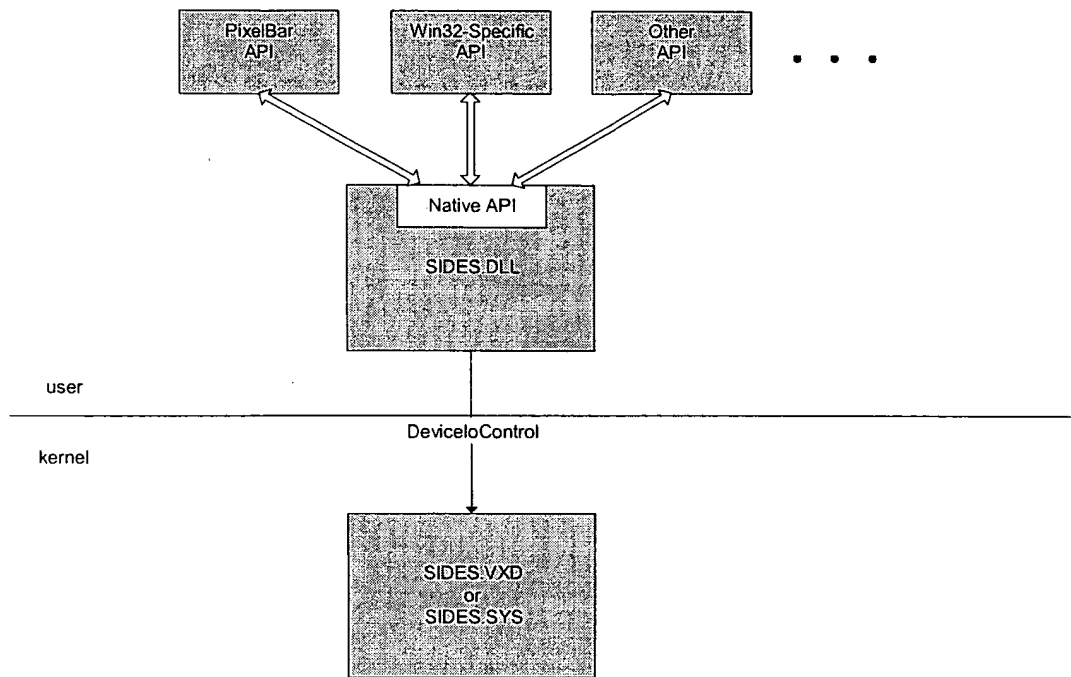 PixelBar
API
Win32-Specific
API
Other
API
Native API
SIDES.DLL
user
DeviceIoControl
kernel
SIDES.VXD
or
SIDES.SYS